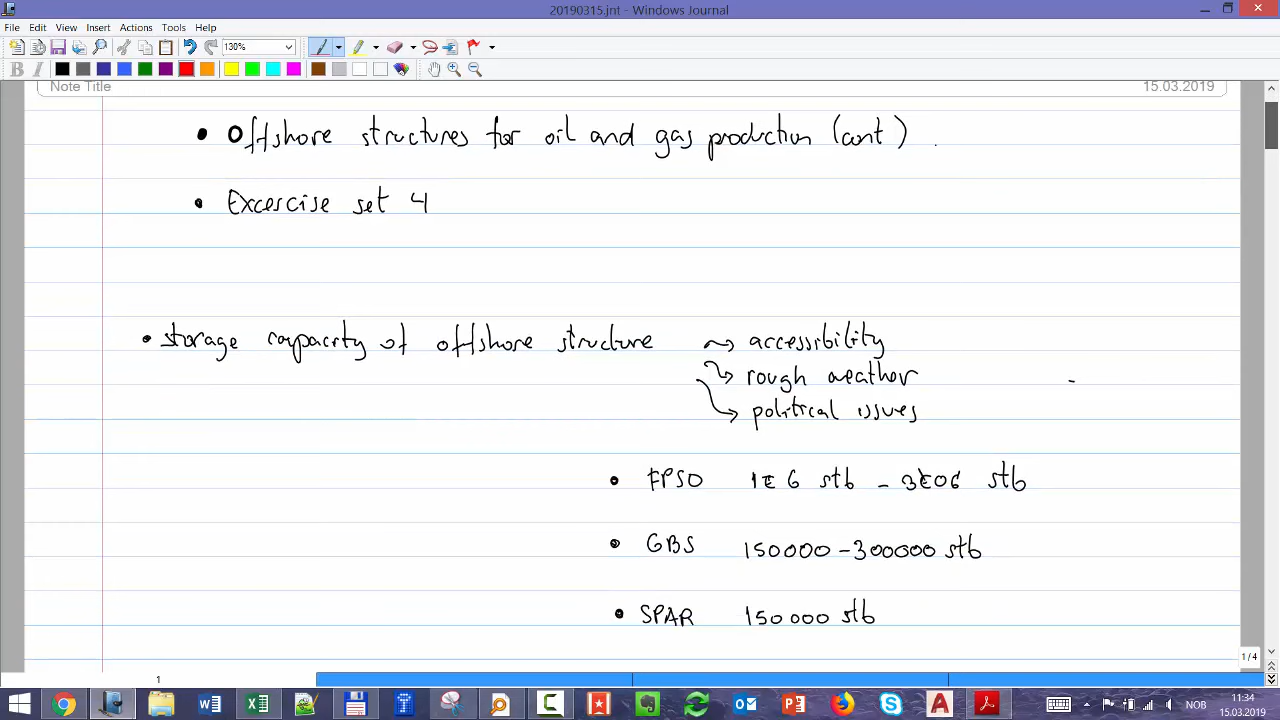 20190315.jnt - Windows Journal
File Edit View Insert Actions Tools Help
130%
B I
Note Title 15.03.2019
• Offshore structures for oil and gas production (cont)
• Excercise set 4
• storage capacity of offshore structure ~> accessibility
rough weather
political issues
• FPSO 1E6 stb - 3E06 stb
• GBS 150000 - 300000 stb
• SPAR 150000 stb
1/4
1
11:34
NOB
15.03.2019